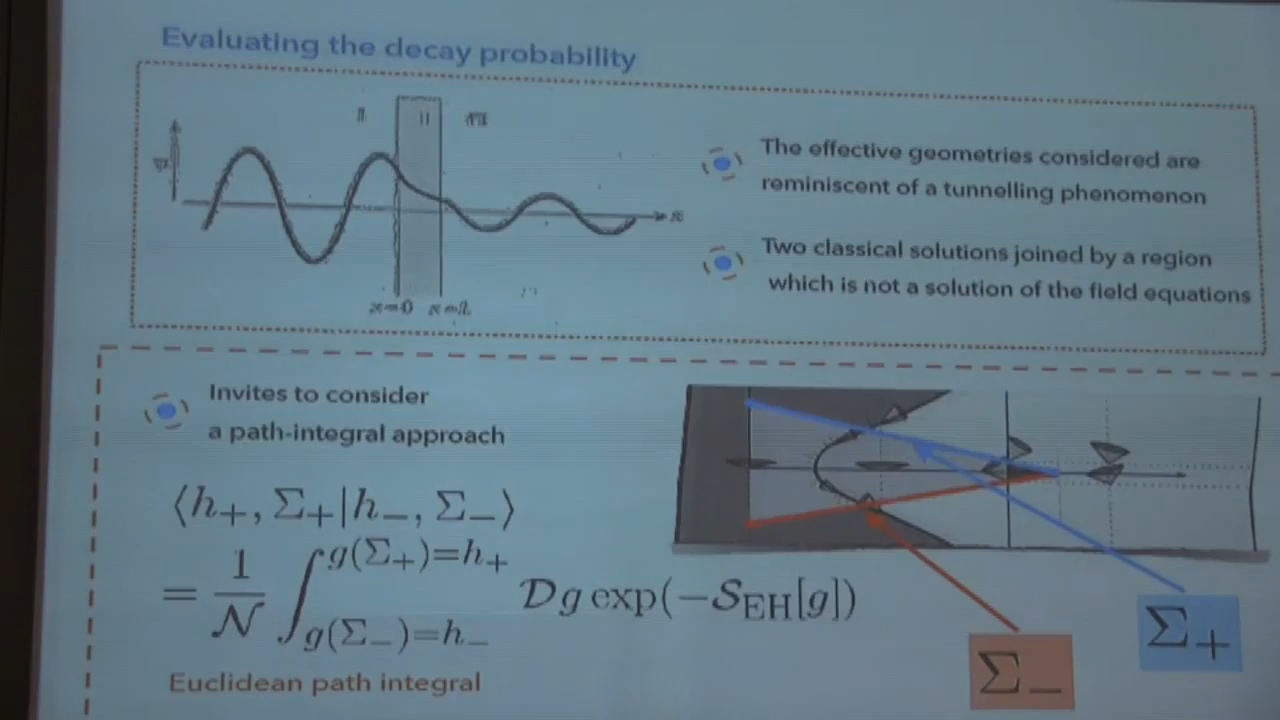 Evaluating the decay probability
I II III
x=0
The effective geometries considered are
reminiscent of a tunnelling phenomenon
Two classical solutions joined by a region
which is not a solution of the field equations
Invites to consider
a path-integral approach
⟨h₊, Σ₊|h₋, Σ₋⟩
= 1/𝒩 ∫_{g(Σ₋)=h₋}^{g(Σ₊)=h₊} 𝒟g exp(−𝒮_EH[g])
Euclidean path integral
Σ₊
Σ₋